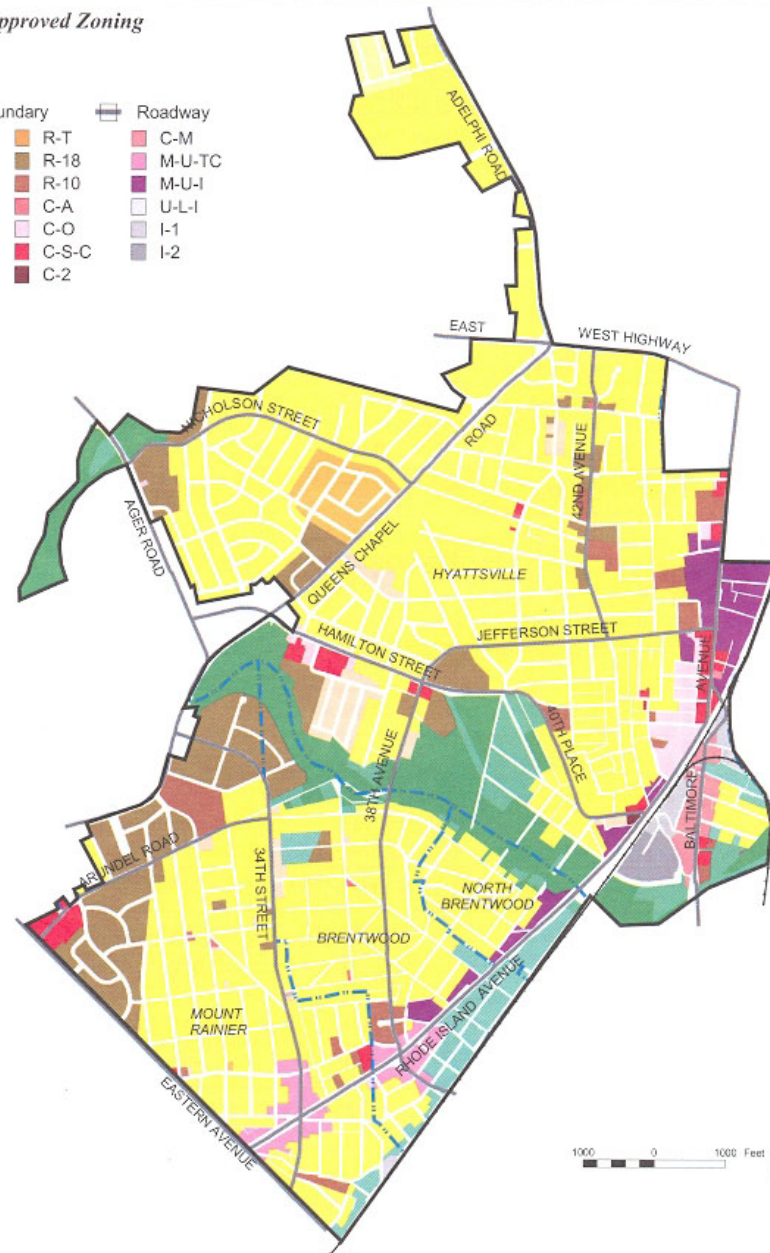 pproved Zoning
undary
Roadway
R-T
C-M
R-18
M-U-TC
R-10
M-U-I
C-A
U-L-I
C-O
I-1
C-S-C
I-2
C-2
ADELPHI ROAD
EAST
WEST HIGHWAY
NICHOLSON STREET
ROAD
42ND AVENUE
AGER ROAD
QUEENS CHAPEL
HYATTSVILLE
HAMILTON STREET
JEFFERSON STREET
AVENUE
40TH PLACE
38TH AVENUE
BALTIMORE
ARUNDEL ROAD
34TH STREET
NORTH
BRENTWOOD
BRENTWOOD
MOUNT
RAINIER
RHODE ISLAND AVENUE
EASTERN AVENUE
1000 0 1000 Feet